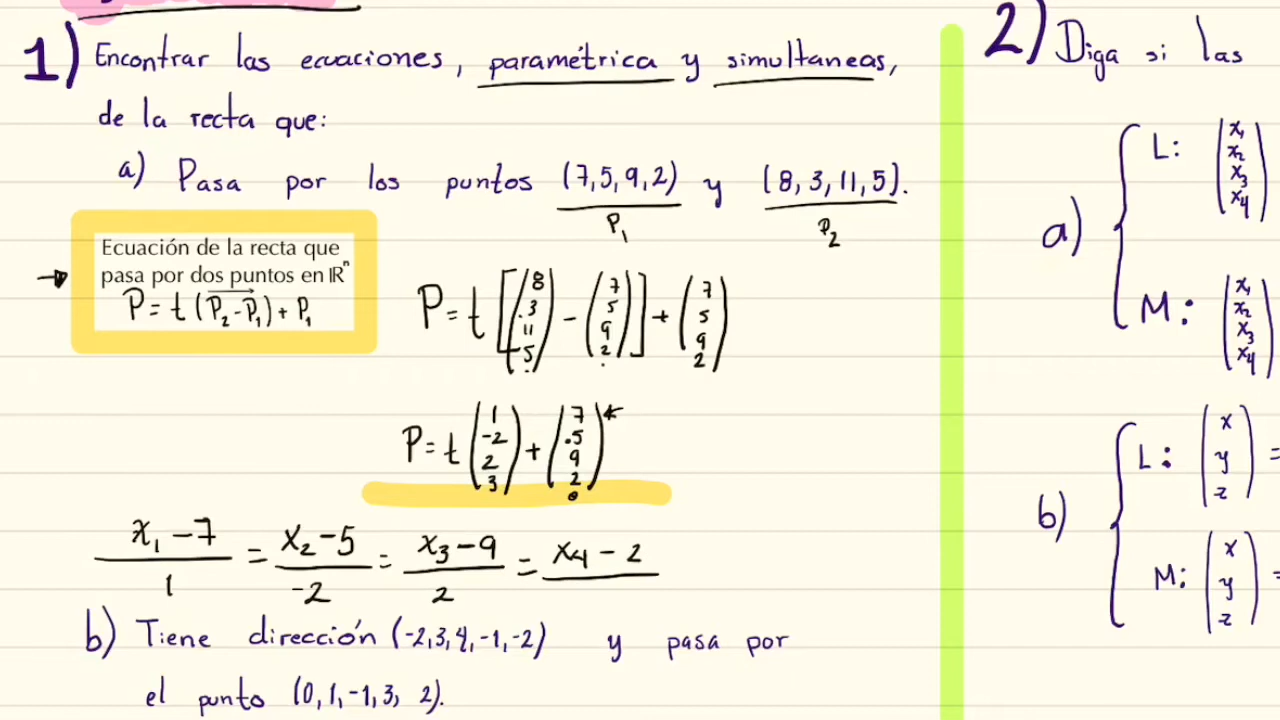 1) Encontrar las ecuaciones, paramétrica y simultaneas,
de la recta que:
a) Pasa por los puntos (7,5,9,2) y (8,3,11,5).
P₁ P₂
Ecuación de la recta que
pasa por dos puntos en ℝⁿ
P = t (P₂ - P₁) + P₁
P = t [(8 3 11 5) - (7 5 9 2)] + (7 5 9 2)
P = t (1 -2 2 3) + (7 5 9 2)
x₁ - 7 / 1 = x₂ - 5 / -2 = x₃ - 9 / 2 = x₄ - 2
b) Tiene dirección (-2,3,4,-1,-2) y pasa por
el punto (0,1,-1,3,2).
2) Diga si las
a) L: (x₁ x₂ x₃ x₄)
M: (x₁ x₂ x₃ x₄)
b) L: (x y z) =
M: (x y z) =